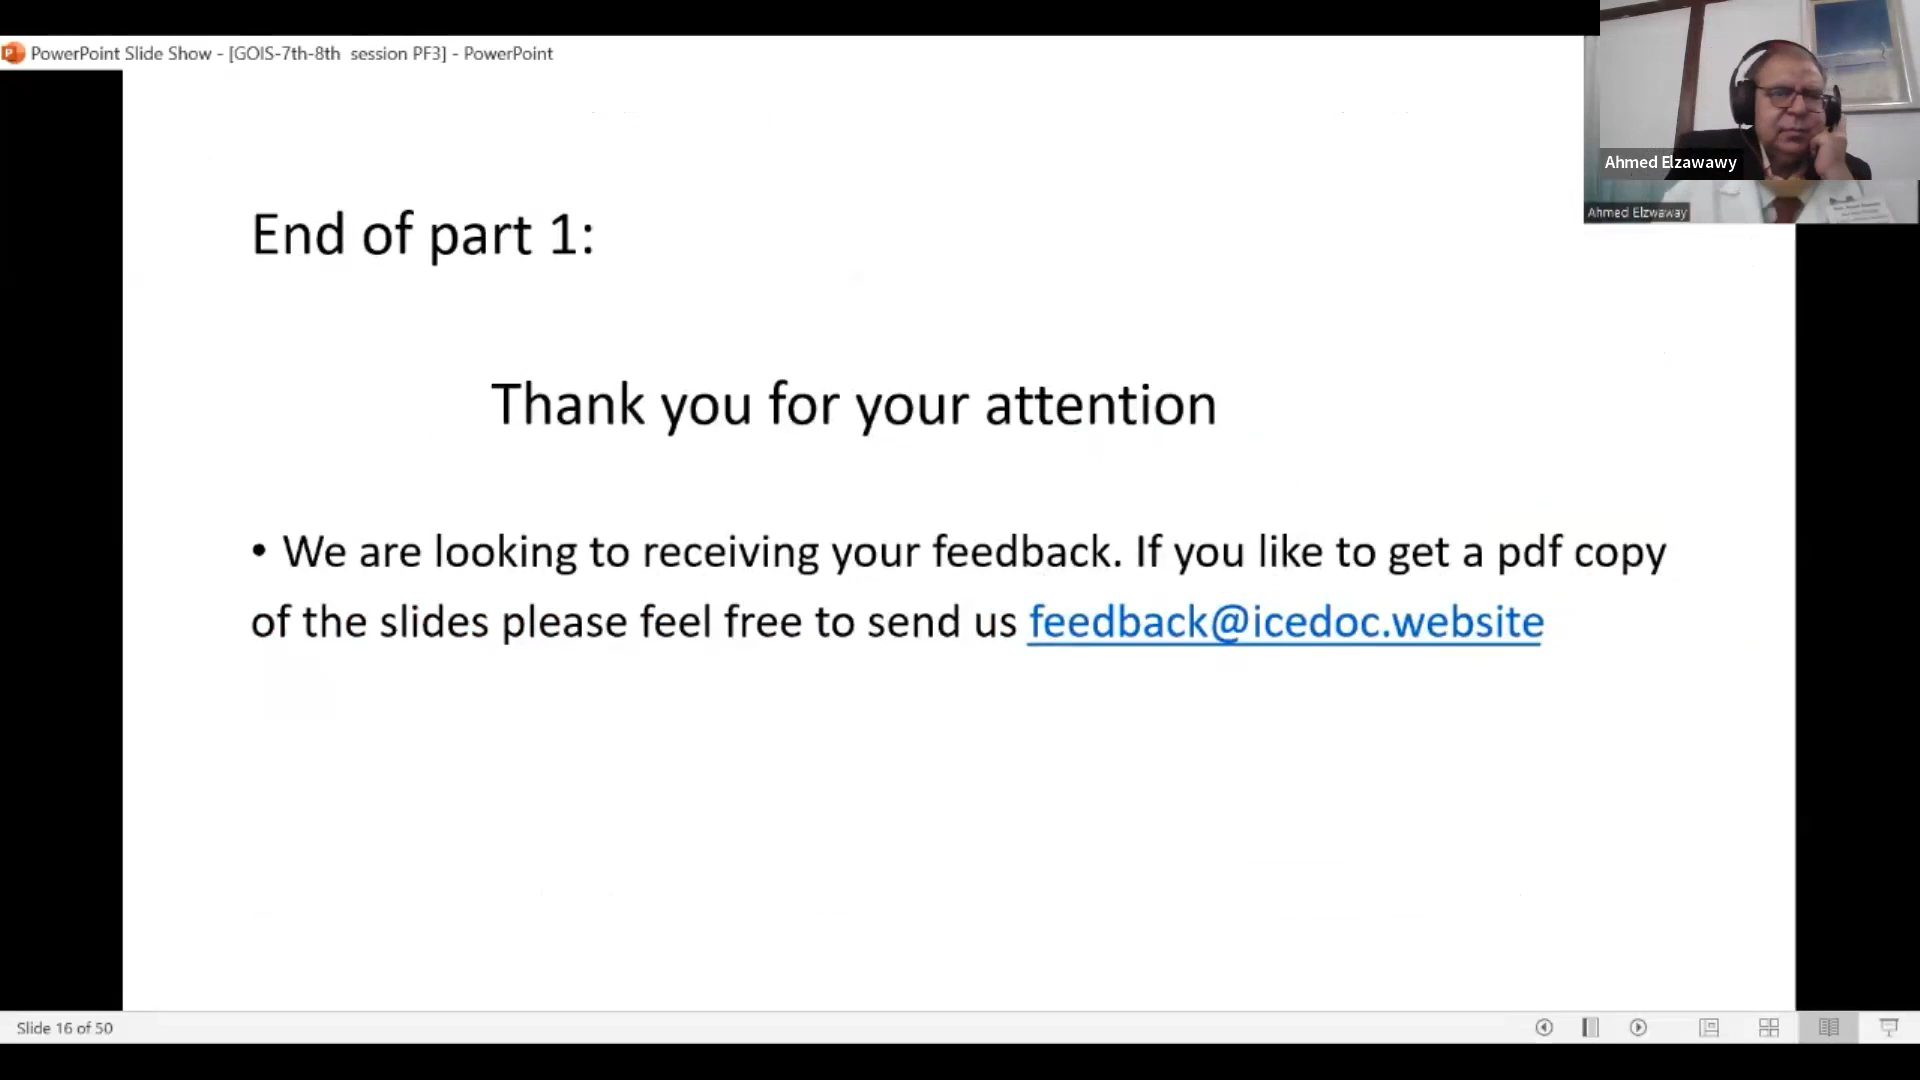 PowerPoint Slide Show - [GOIS-7th-8th session PF3] - PowerPoint
Ahmed Elzawawy
Ahmed Elzwaway
End of part 1:
Thank you for your attention
• We are looking to receiving your feedback. If you like to get a pdf copy
of the slides please feel free to send us feedback@icedoc.website
Slide 16 of 50